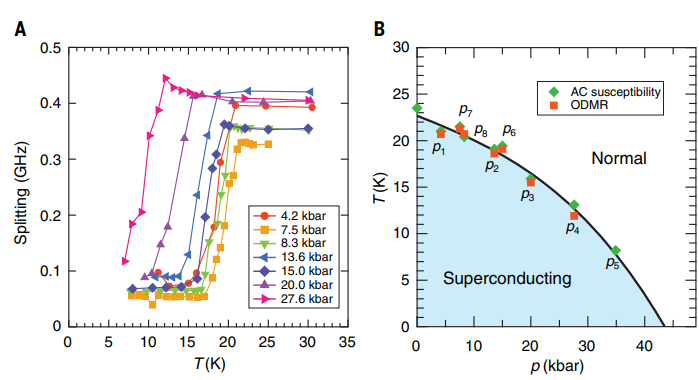 A
0.5
0.4
0.3
0.2
0.1
0
Splitting (GHz)
0 5 10 15 20 25 30 35
T (K)
4.2 kbar
7.5 kbar
8.3 kbar
13.6 kbar
15.0 kbar
20.0 kbar
27.6 kbar
B
30
25
20
15
10
5
0
T (K)
AC susceptibility
ODMR
p7
p8 p6
p1
p2
p3
p4
p5
Normal
Superconducting
0 10 20 30 40
p (kbar)